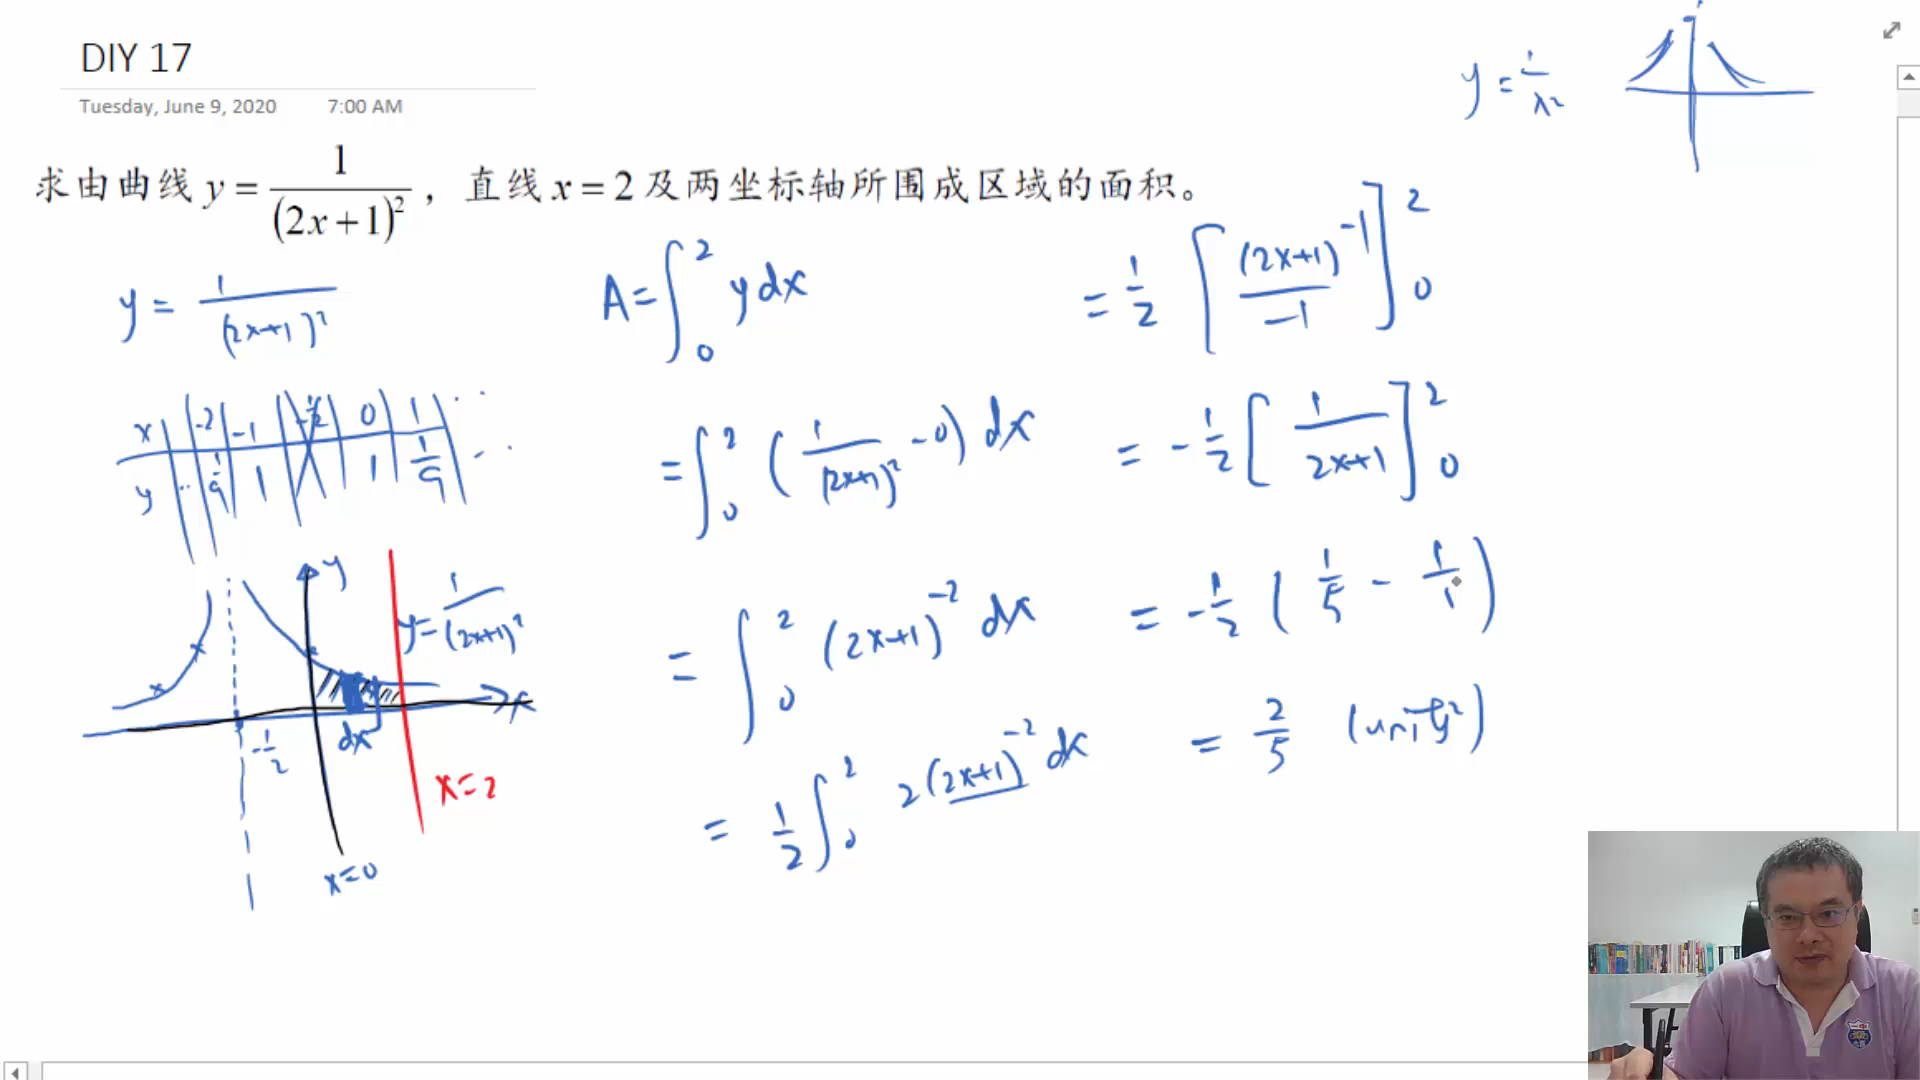 DIY 17
Tuesday, June 9, 2020 7:00 AM
y = 1/x²
求由曲线 y = 1/(2x+1)² ，直线 x = 2 及两坐标轴所围成区域的面积。
y = 1/(2x+1)²
x | -2 | -1 | -1/2 | 0 | 1 | ...
y | .. 1/9 | 1 | | 1 | 1/9 | ...
y
y = 1/(2x+1)²
x
-1/2
dx
x=2
x=0
A = ∫₀² y dx
= ∫₀² (1/(2x+1)² - 0) dx
= ∫₀² (2x+1)⁻² dx
= 1/2 ∫₀² 2(2x+1)⁻² dx
= 1/2 [(2x+1)⁻¹/-1]₀²
= -1/2 [1/(2x+1)]₀²
= -1/2 (1/5 - 1/1)
= 2/5 (unity²)